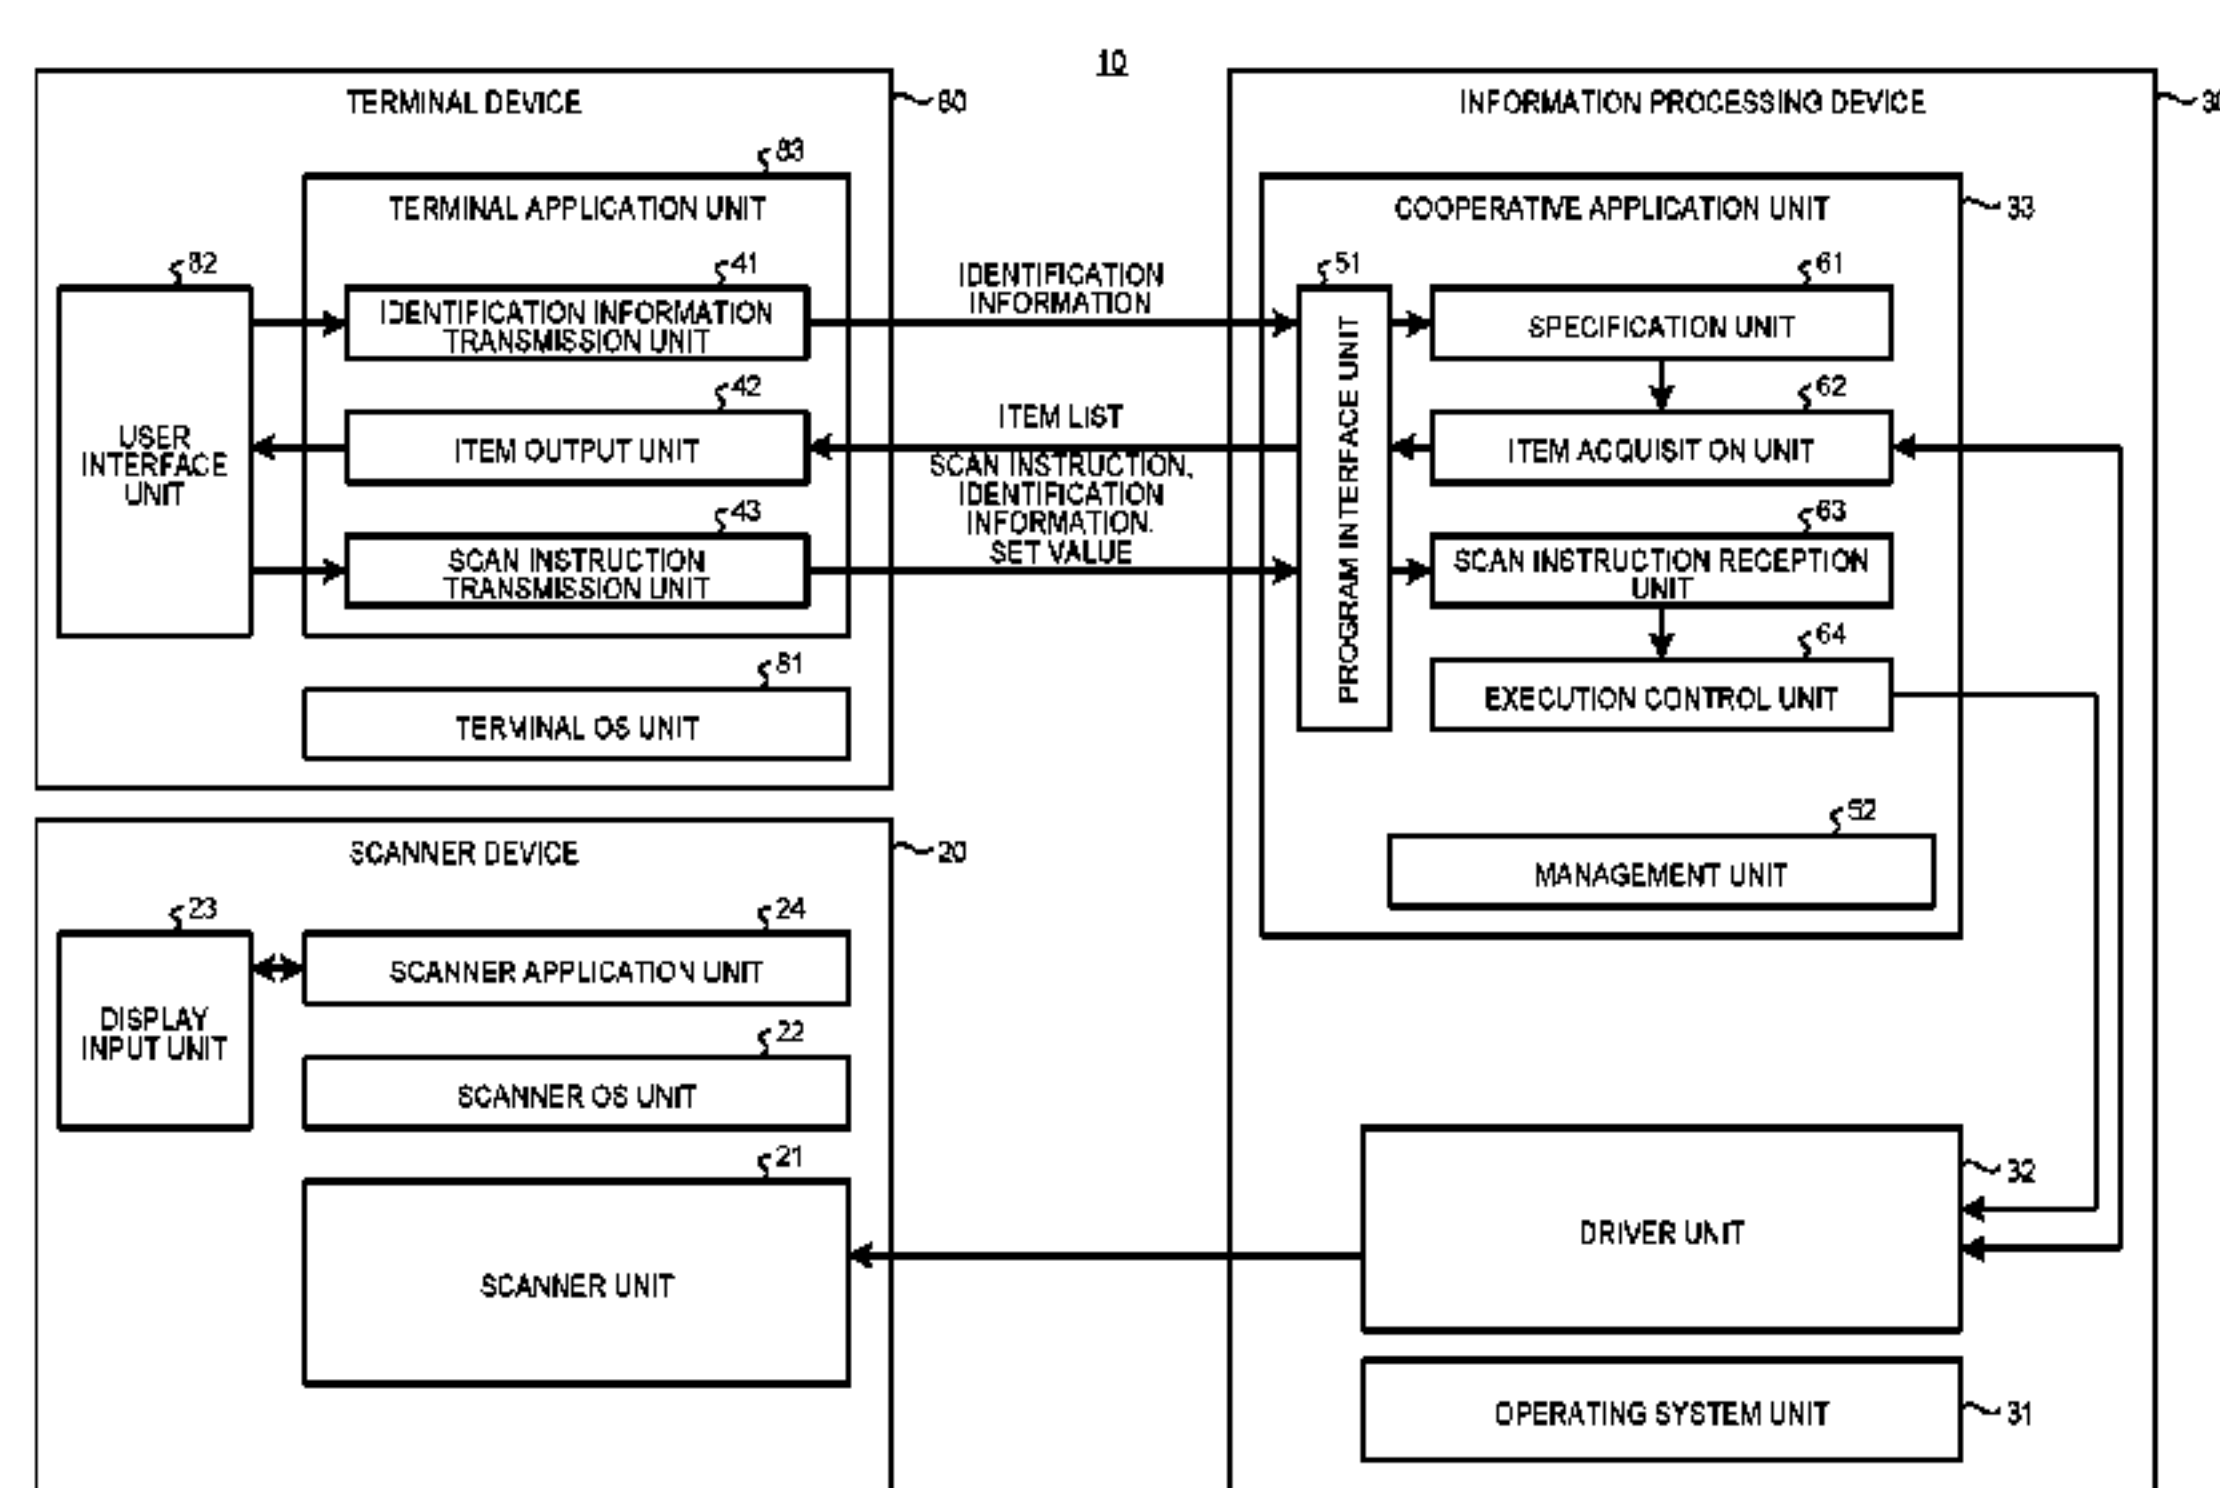 10
TERMINAL DEVICE
80
83
TERMINAL APPLICATION UNIT
82
USER
INTERFACE
UNIT
41
IDENTIFICATION INFORMATION
TRANSMISSION UNIT
42
ITEM OUTPUT UNIT
43
SCAN INSTRUCTION
TRANSMISSION UNIT
81
TERMINAL OS UNIT
IDENTIFICATION
INFORMATION
ITEM LIST
SCAN INSTRUCTION,
IDENTIFICATION
INFORMATION,
SET VALUE
INFORMATION PROCESSING DEVICE
COOPERATIVE APPLICATION UNIT
33
51
PROGRAM INTERFACE UNIT
61
SPECIFICATION UNIT
62
ITEM ACQUISITION UNIT
63
SCAN INSTRUCTION RECEPTION
UNIT
64
EXECUTION CONTROL UNIT
52
MANAGEMENT UNIT
SCANNER DEVICE
20
23
DISPLAY
INPUT UNIT
24
SCANNER APPLICATION UNIT
22
SCANNER OS UNIT
21
SCANNER UNIT
32
DRIVER UNIT
OPERATING SYSTEM UNIT
31